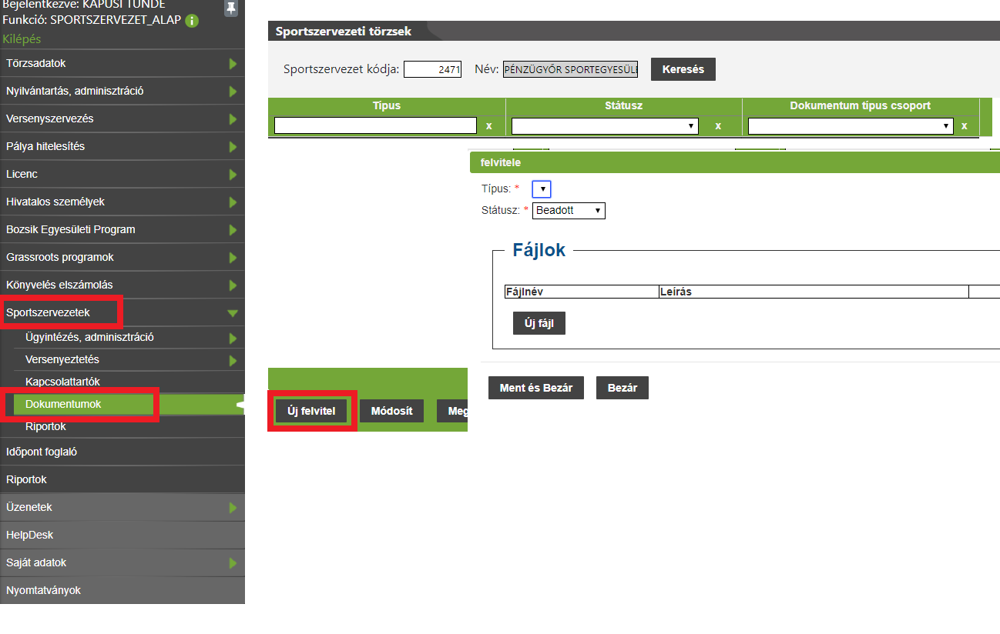 Bejelentkezve: KAPUSI TÜNDE
Funkció: SPORTSZERVEZET_ALAP i
Kilépés
Törzsadatok
Nyilvántartás, adminisztráció
Versenyszervezés
Pálya hitelesítés
Licenc
Hivatalos személyek
Bozsik Egyesületi Program
Grassroots programok
Könyvelés elszámolás
Sportszervezetek
Ügyintézés, adminisztráció
Versenyeztetés
Kapcsolattartók
Dokumentumok
Riportok
Időpont foglaló
Riportok
Üzenetek
HelpDesk
Saját adatok
Nyomtatványok
Sportszervezeti törzsek
Sportszervezet kódja: 2471 Név: PÉNZÜGYŐR SPORTEGYESÜL Keresés
Típus Státusz Dokumentum típus csoport
x x x
felvitele
Típus: *
Státusz: * Beadott
Fájlok
Fájlnév Leírás
Új fájl
Ment és Bezár Bezár
Új felvitel Módosít Meg